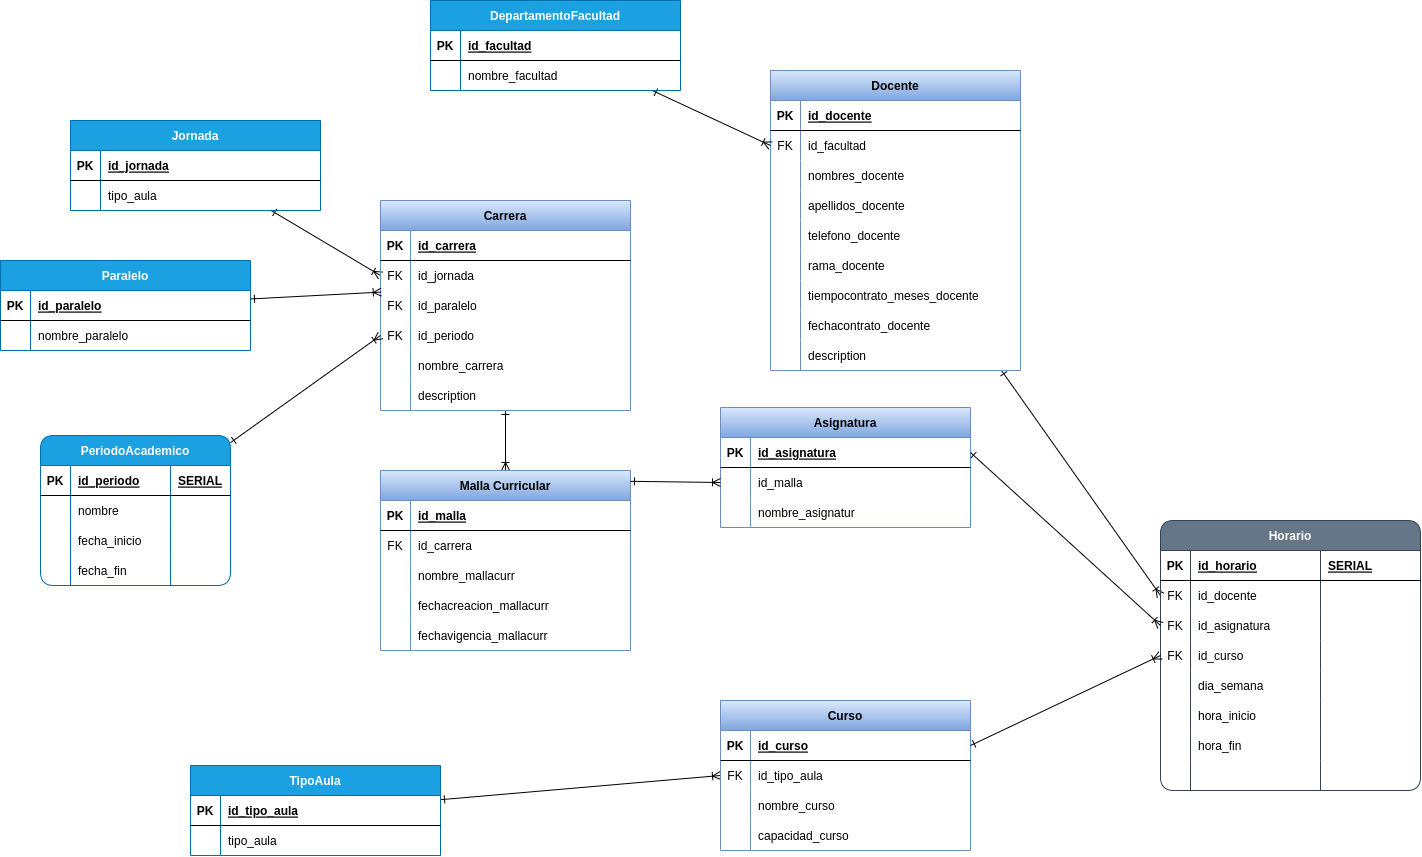 DepartamentoFacultad
PK id_facultad
nombre_facultad
Docente
PK id_docente
FK id_facultad
nombres_docente
apellidos_docente
telefono_docente
rama_docente
tiempocontrato_meses_docente
fechacontrato_docente
description
Jornada
PK id_jornada
tipo_aula
Carrera
PK id_carrera
FK id_jornada
FK id_paralelo
FK id_periodo
nombre_carrera
description
Paralelo
PK id_paralelo
nombre_paralelo
PeriodoAcademico
PK id_periodo SERIAL
nombre
fecha_inicio
fecha_fin
Malla Curricular
PK id_malla
FK id_carrera
nombre_mallacurr
fechacreacion_mallacurr
fechavigencia_mallacurr
Asignatura
PK id_asignatura
id_malla
nombre_asignatur
Horario
PK id_horario SERIAL
FK id_docente
FK id_asignatura
FK id_curso
dia_semana
hora_inicio
hora_fin
Curso
PK id_curso
FK id_tipo_aula
nombre_curso
capacidad_curso
TipoAula
PK id_tipo_aula
tipo_aula